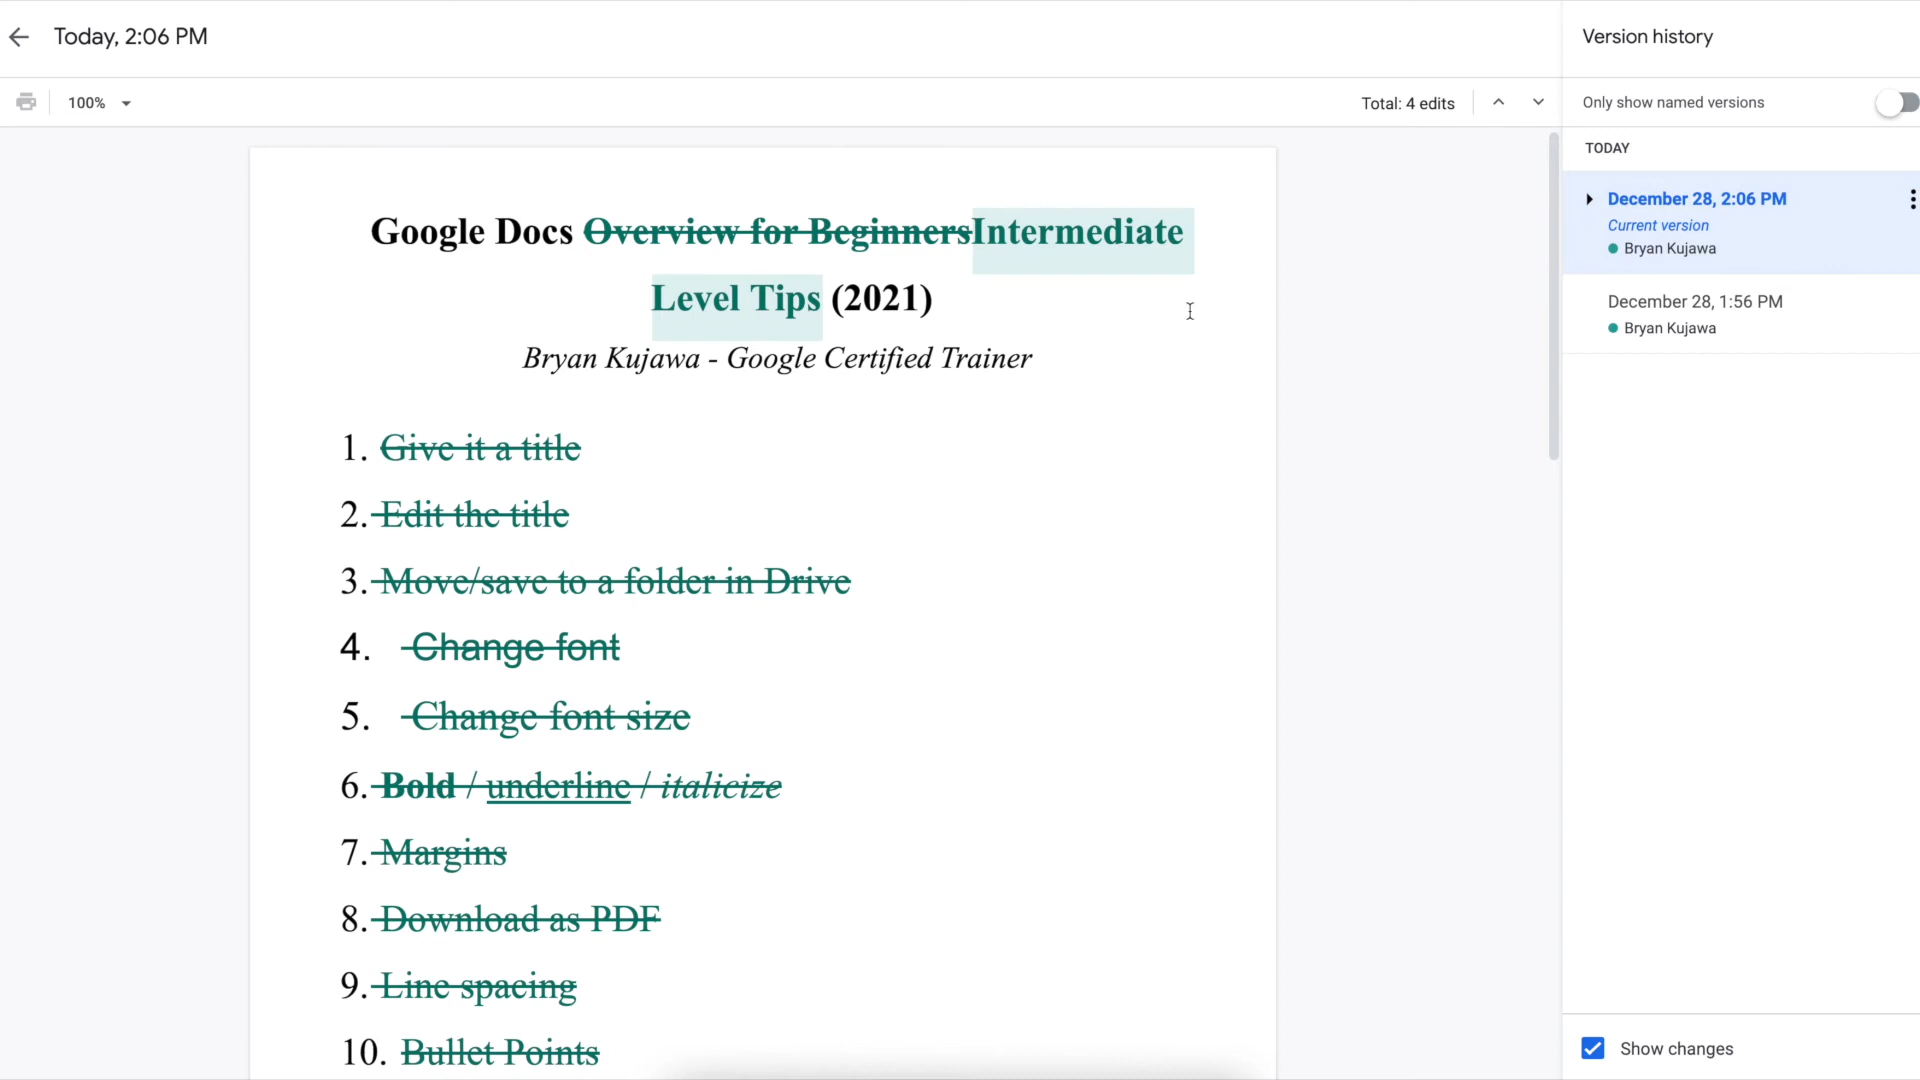 Today, 2:06 PM
Version history
100%
Total: 4 edits
Only show named versions
TODAY
December 28, 2:06 PM
Current version
Bryan Kujawa
December 28, 1:56 PM
Bryan Kujawa
Google Docs Overview for BeginnersIntermediate
Level Tips (2021)
Bryan Kujawa - Google Certified Trainer
1. Give it a title
2. Edit the title
3. Move/save to a folder in Drive
4. Change font
5. Change font size
6. Bold / underline / italicize
7. Margins
8. Download as PDF
9. Line spacing
10. Bullet Points
Show changes